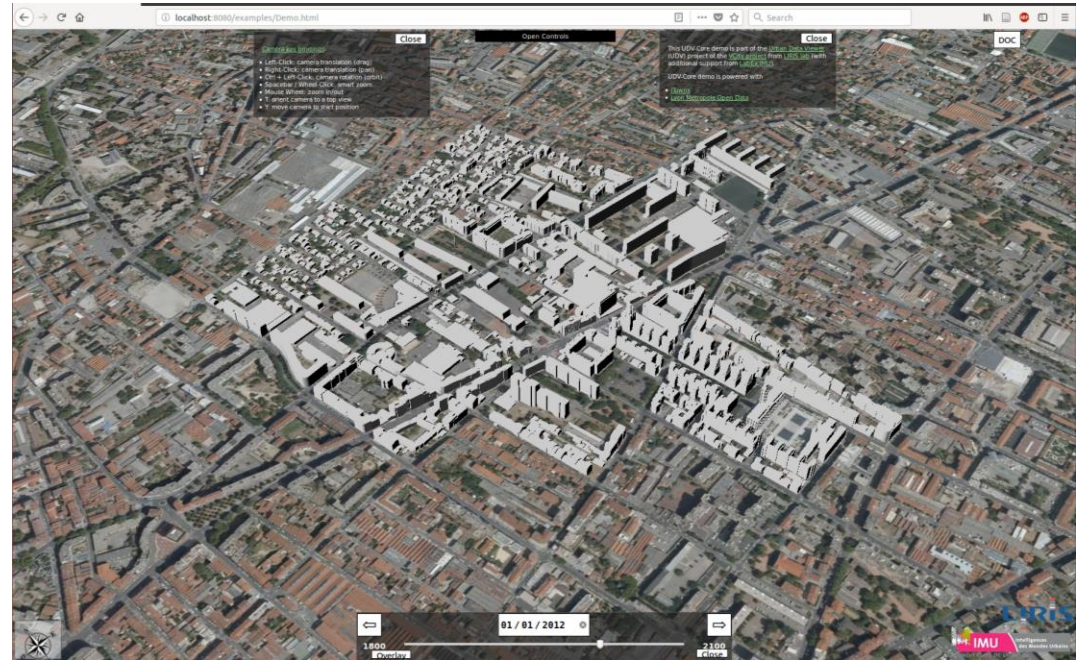 localhost:8080/examples/Demo.html
Search
Close
Camera key bindings
Left-Click: camera translation (drag)
Right-Click: camera translation (pan)
Ctrl + Left-Click: camera rotation (orbit)
Spacebar / Wheel-Click: smart zoom
Mouse Wheel: zoom in/out
T: orient camera to a top view
Y: move camera to start position
Open Controls
Close
This UDV-Core demo is part of the Urban Data Viewer
(UDV) project of the VCity project from LIRIS lab (with
additional support from LabEx IMU).
UDV-Core demo is powered with
iTowns
Lyon Metropole Open Data
DOC
01/01/2012
1800
2100
Overlay
Close
LIRIS
IMU
Intelligences
des Mondes Urbains